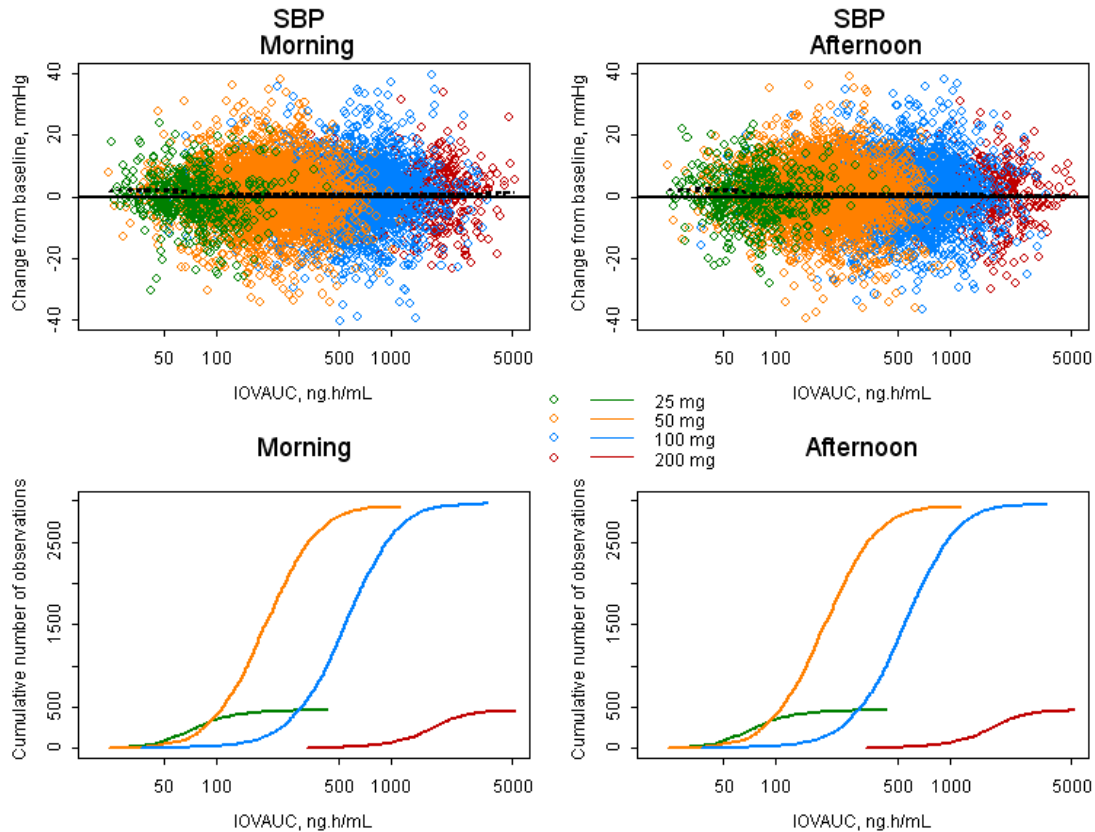 SBP
Morning
Change from baseline, mmHg
40
20
0
-20
-40
50 100 500 1000 5000
IOVAUC, ng.h/mL
SBP
Afternoon
Change from baseline, mmHg
40
20
0
-20
-40
50 100 500 1000 5000
IOVAUC, ng.h/mL
25 mg
50 mg
100 mg
200 mg
Morning
Cumulative number of observations
2500
1500
500
0
50 100 500 1000 5000
IOVAUC, ng.h/mL
Afternoon
Cumulative number of observations
2500
1500
500
0
50 100 500 1000 5000
IOVAUC, ng.h/mL